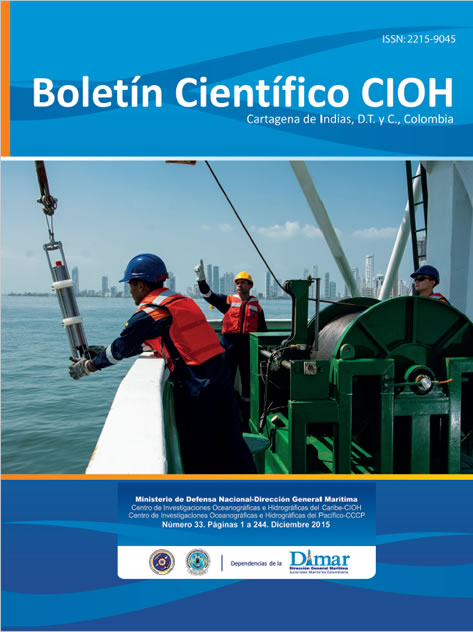 ISSN: 2215-9045
Boletín Científico CIOH
Cartagena de Indias, D.T. y C., Colombia
Ministerio de Defensa Nacional-Dirección General Marítima
Centro de Investigaciones Oceanográficas e Hidrográficas del Caribe-CIOH
Centro de Investigaciones Oceanográficas e Hidrográficas del Pacífico-CCCP
Número 33. Páginas 1 a 244. Diciembre 2015
Dependencias de la
Dimar
Dirección General Marítima
Autoridad Marítima Colombiana